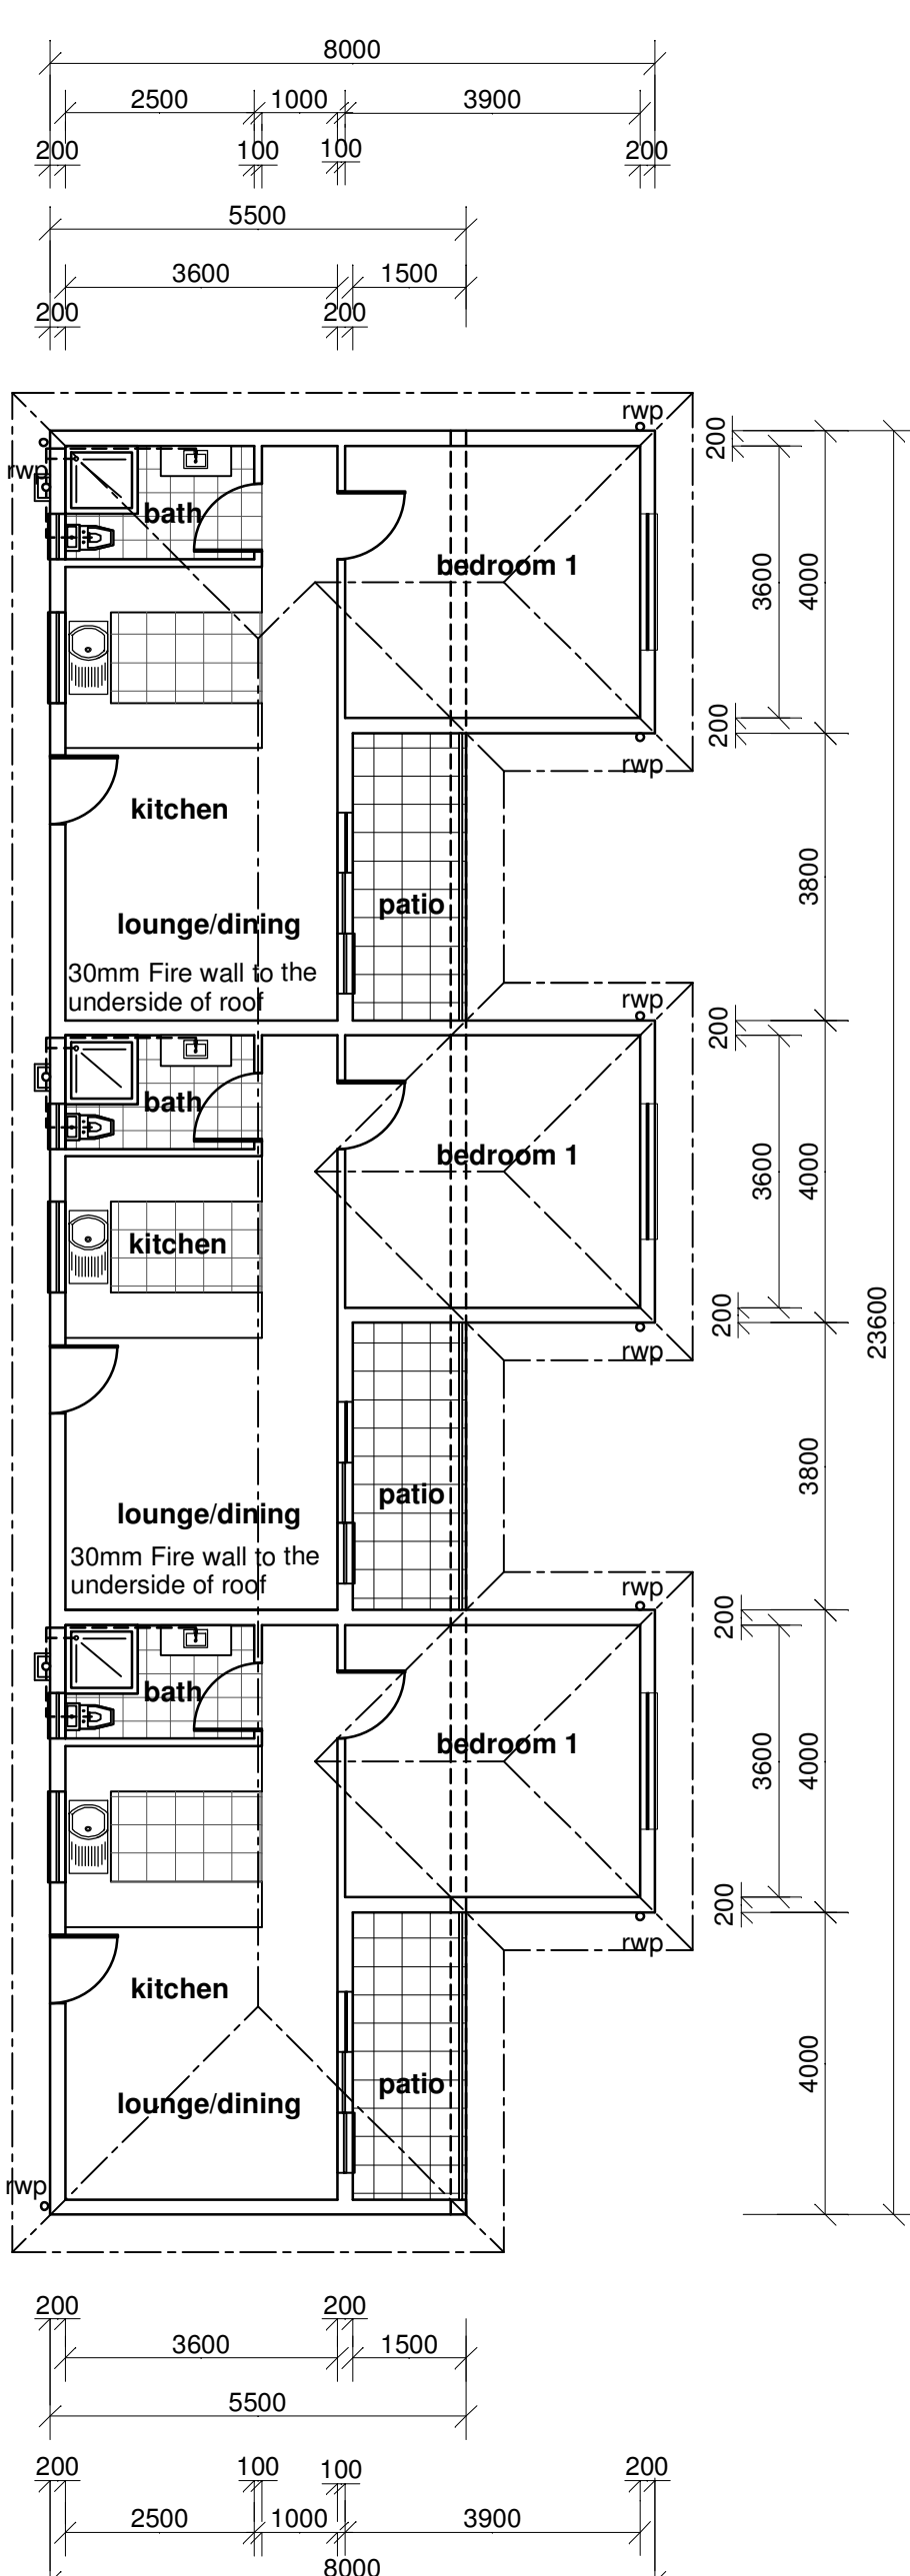 8000
2500 1000 3900
200 100 100 200
5500
3600 1500
200 200
rwp
rwp
200
bath
bedroom 1
3600
4000
200
rwp
kitchen
3800
patio
lounge/dining
30mm Fire wall to the
underside of roof
rwp
200
bath
bedroom 1
3600
4000
kitchen
200
23600
rwp
3800
patio
lounge/dining
30mm Fire wall to the
underside of roof
rwp
200
bath
bedroom 1
3600
4000
200
rwp
kitchen
4000
patio
lounge/dining
rwp
200 200
3600 1500
5500
200 100 100 200
2500 1000 3900
8000